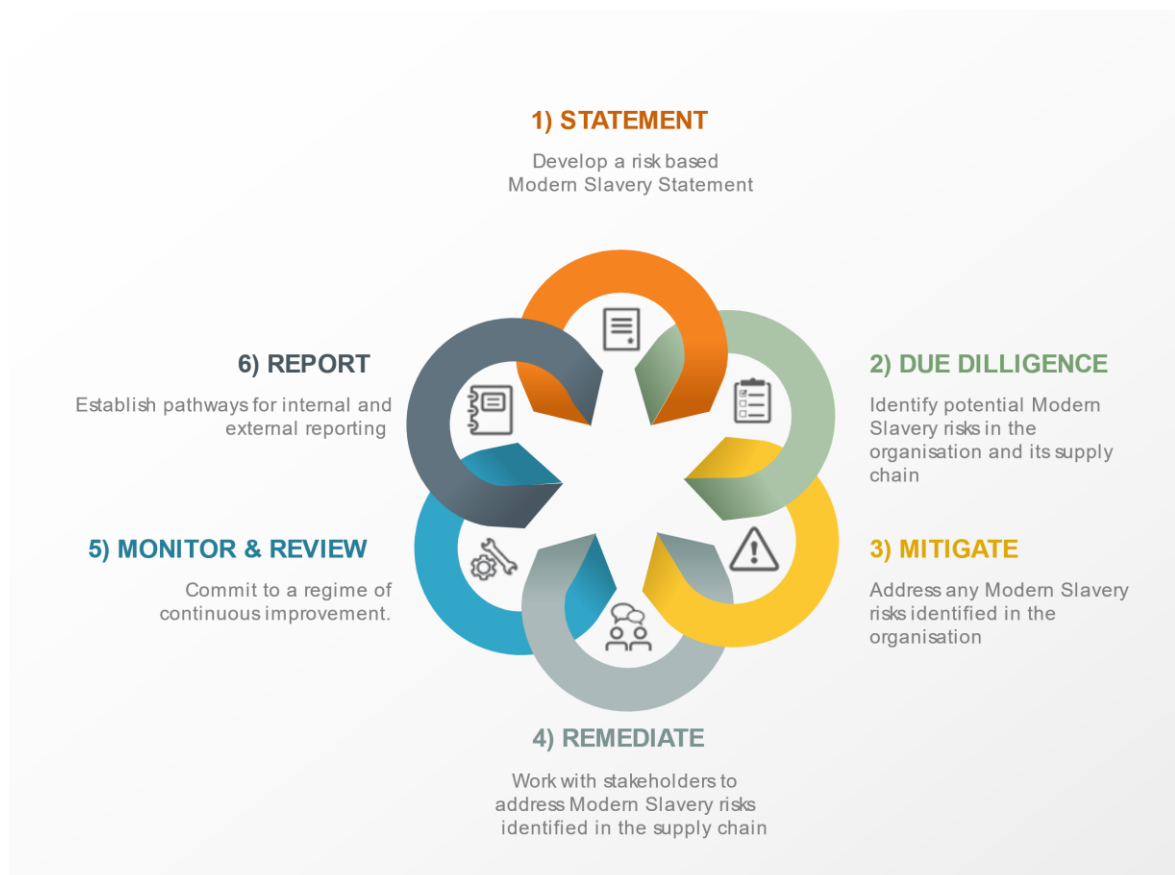 1) STATEMENT
Develop a risk based
Modern Slavery Statement
2) DUE DILLIGENCE
Identify potential Modern
Slavery risks in the
organisation and its supply
chain
3) MITIGATE
Address any Modern Slavery
risks identified in the
organisation
4) REMEDIATE
Work with stakeholders to
address Modern Slavery risks
identified in the supply chain
5) MONITOR & REVIEW
Commit to a regime of
continuous improvement.
6) REPORT
Establish pathways for internal and
external reporting